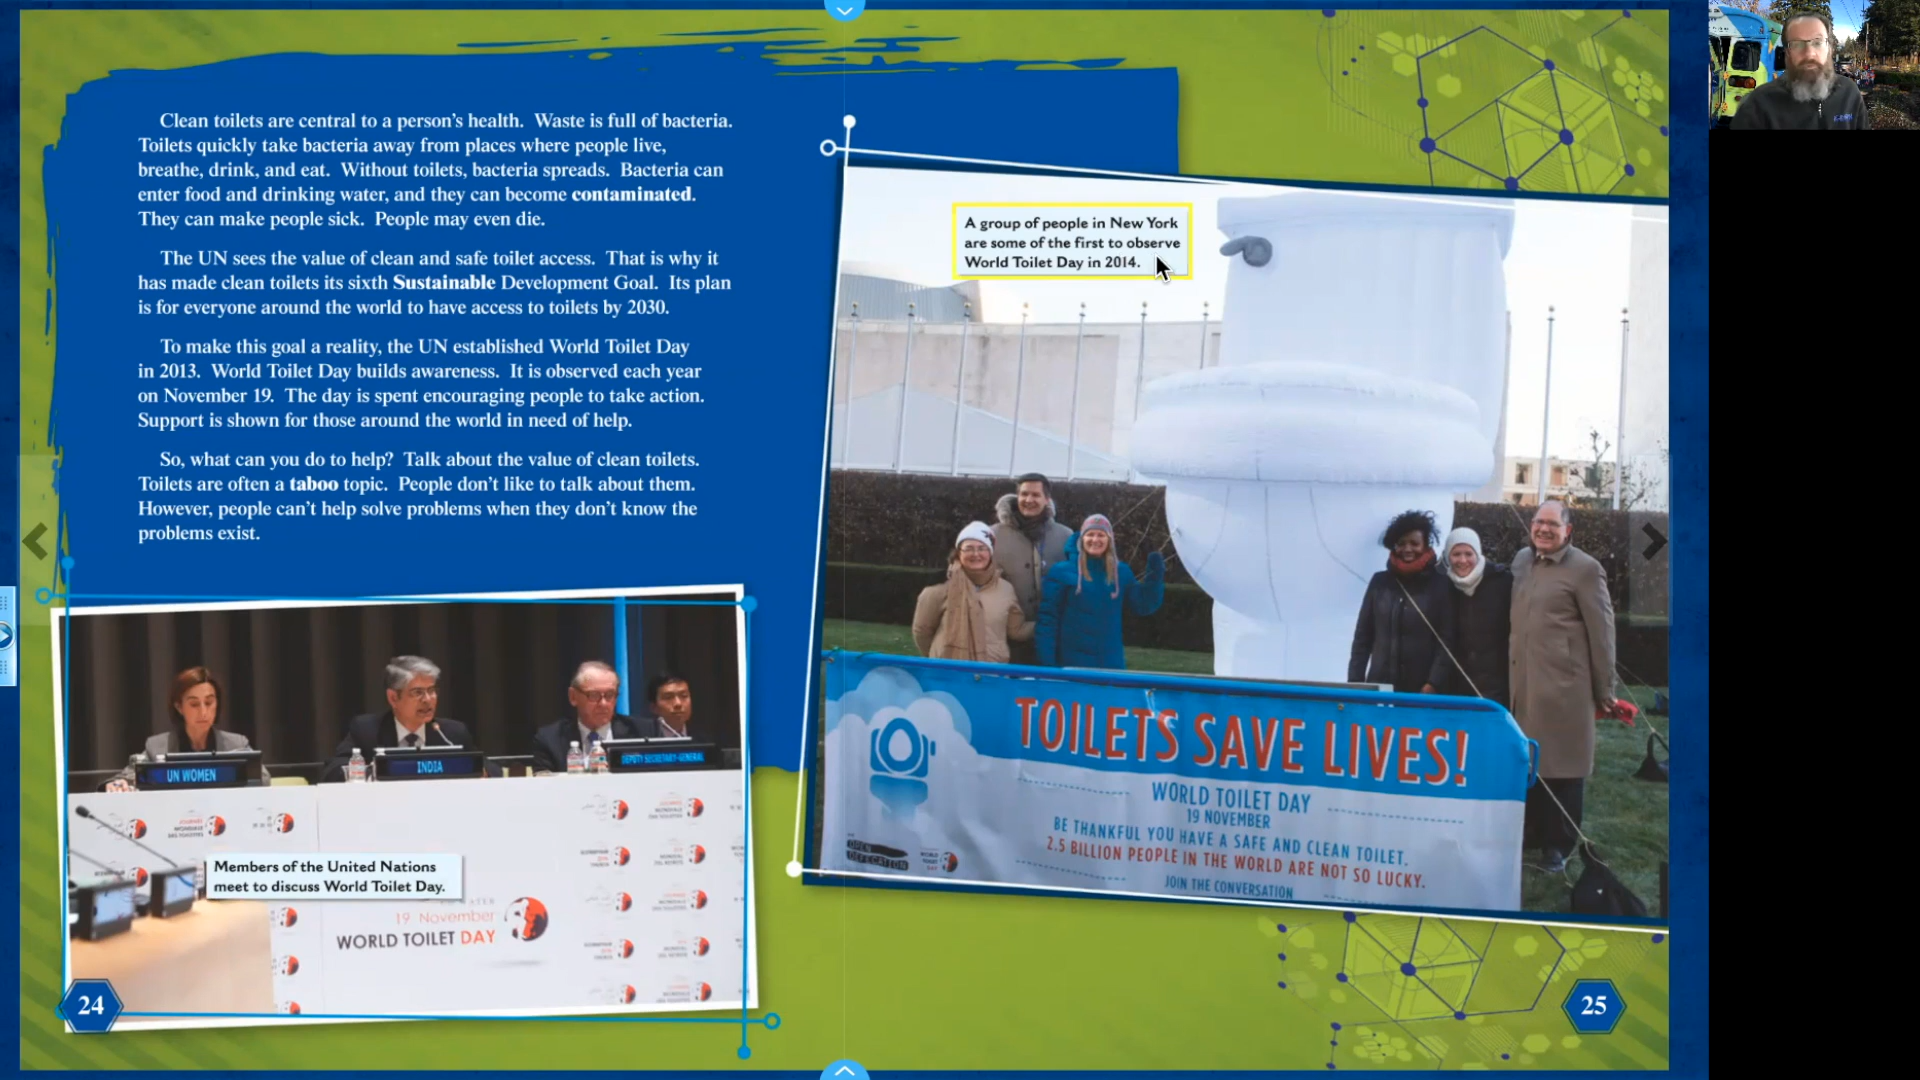 Clean toilets are central to a person's health. Waste is full of bacteria.
Toilets quickly take bacteria away from places where people live,
breathe, drink, and eat. Without toilets, bacteria spreads. Bacteria can
enter food and drinking water, and they can become contaminated.
They can make people sick. People may even die.
The UN sees the value of clean and safe toilet access. That is why it
has made clean toilets its sixth Sustainable Development Goal. Its plan
is for everyone around the world to have access to toilets by 2030.
To make this goal a reality, the UN established World Toilet Day
in 2013. World Toilet Day builds awareness. It is observed each year
on November 19. The day is spent encouraging people to take action.
Support is shown for those around the world in need of help.
So, what can you do to help? Talk about the value of clean toilets.
Toilets are often a taboo topic. People don't like to talk about them.
However, people can't help solve problems when they don't know the
problems exist.
UN WOMEN
INDIA
DEPUTY SECRETARY-GENERAL
Members of the United Nations
meet to discuss World Toilet Day.
19 November
WORLD TOILET DAY
24
A group of people in New York
are some of the first to observe
World Toilet Day in 2014.
TOILETS SAVE LIVES!
WORLD TOILET DAY
19 NOVEMBER
BE THANKFUL YOU HAVE A SAFE AND CLEAN TOILET.
2.5 BILLION PEOPLE IN THE WORLD ARE NOT SO LUCKY.
JOIN THE CONVERSATION
OPEN
DEFECATION
25